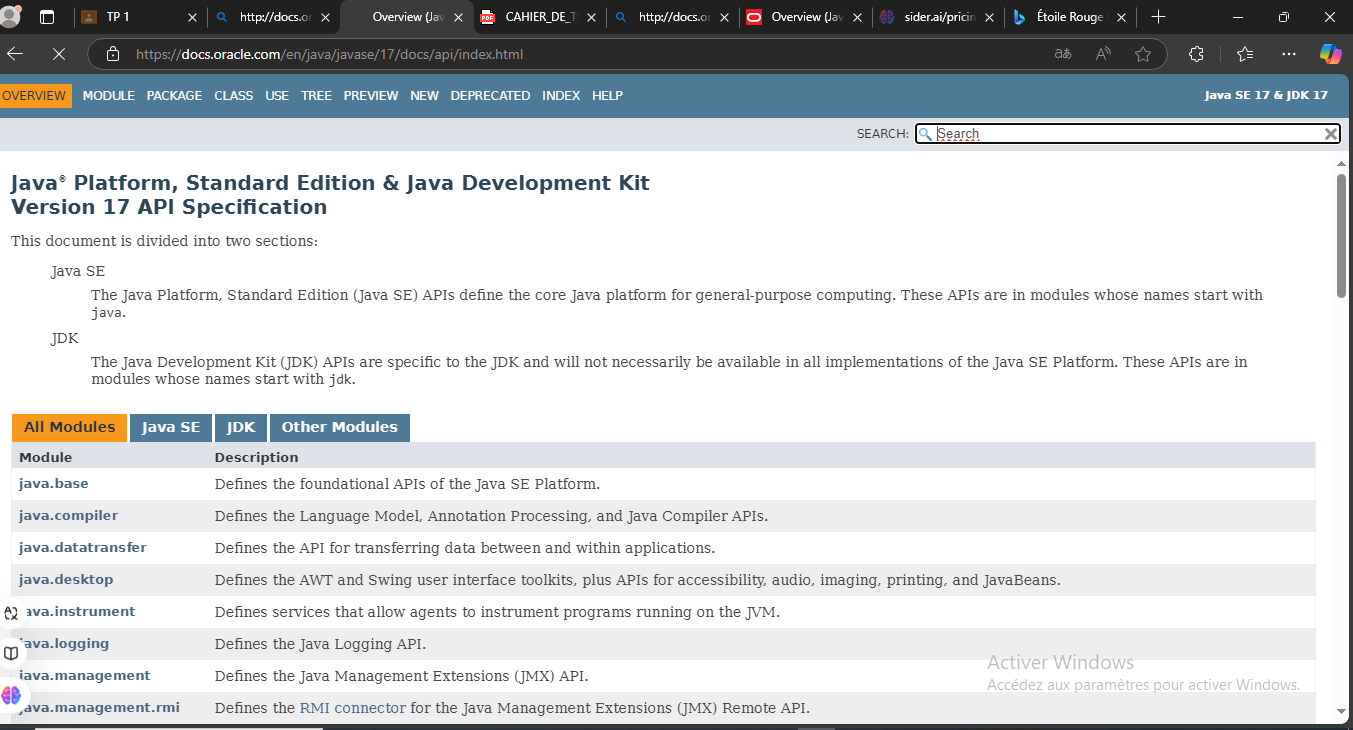 TP 1
http://docs.or
Overview (Jav
CAHIER_DE_T
http://docs.or
Overview (Jav
sider.ai/pricin
Étoile Rouge
https://docs.oracle.com/en/java/javase/17/docs/api/index.html
OVERVIEW MODULE PACKAGE CLASS USE TREE PREVIEW NEW DEPRECATED INDEX HELP
Java SE 17 & JDK 17
SEARCH: Search
Java® Platform, Standard Edition & Java Development Kit
Version 17 API Specification
This document is divided into two sections:
Java SE
The Java Platform, Standard Edition (Java SE) APIs define the core Java platform for general-purpose computing. These APIs are in modules whose names start with
java.
JDK
The Java Development Kit (JDK) APIs are specific to the JDK and will not necessarily be available in all implementations of the Java SE Platform. These APIs are in
modules whose names start with jdk.
All Modules Java SE JDK Other Modules
Module Description
java.base Defines the foundational APIs of the Java SE Platform.
java.compiler Defines the Language Model, Annotation Processing, and Java Compiler APIs.
java.datatransfer Defines the API for transferring data between and within applications.
java.desktop Defines the AWT and Swing user interface toolkits, plus APIs for accessibility, audio, imaging, printing, and JavaBeans.
ava.instrument Defines services that allow agents to instrument programs running on the JVM.
java.logging Defines the Java Logging API.
java.management Defines the Java Management Extensions (JMX) API.
java.management.rmi Defines the RMI connector for the Java Management Extensions (JMX) Remote API.
Activer Windows
Accédez aux paramètres pour activer Windows.